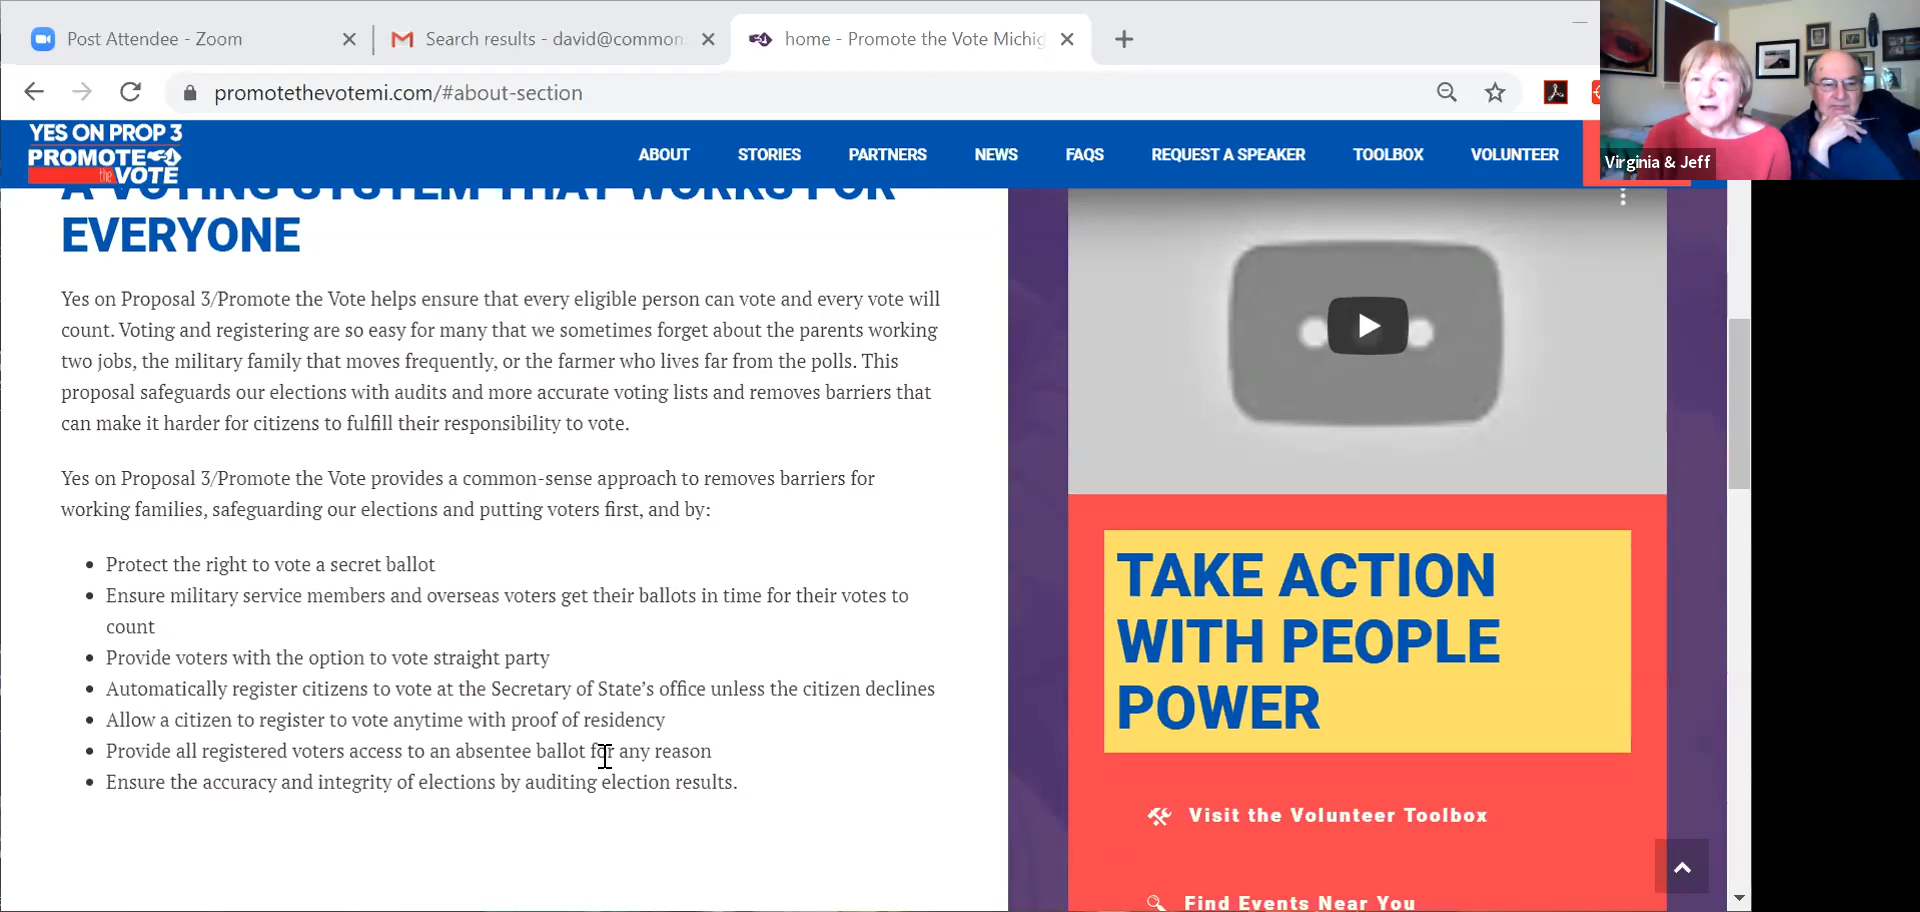 Post Attendee - Zoom
Search results - david@common
home - Promote the Vote Michig
promotethevotemi.com/#about-section
YES ON PROP 3
PROMOTE
the VOTE
ABOUT
STORIES
PARTNERS
NEWS
FAQS
REQUEST A SPEAKER
TOOLBOX
VOLUNTEER
Virginia & Jeff
A VOTING SYSTEM THAT WORKS FOR
EVERYONE
Yes on Proposal 3/Promote the Vote helps ensure that every eligible person can vote and every vote will
count. Voting and registering are so easy for many that we sometimes forget about the parents working
two jobs, the military family that moves frequently, or the farmer who lives far from the polls. This
proposal safeguards our elections with audits and more accurate voting lists and removes barriers that
can make it harder for citizens to fulfill their responsibility to vote.
Yes on Proposal 3/Promote the Vote provides a common-sense approach to removes barriers for
working families, safeguarding our elections and putting voters first, and by:
Protect the right to vote a secret ballot
Ensure military service members and overseas voters get their ballots in time for their votes to
count
Provide voters with the option to vote straight party
Automatically register citizens to vote at the Secretary of State's office unless the citizen declines
Allow a citizen to register to vote anytime with proof of residency
Provide all registered voters access to an absentee ballot for any reason
Ensure the accuracy and integrity of elections by auditing election results.
TAKE ACTION
WITH PEOPLE
POWER
Visit the Volunteer Toolbox
Find Events Near You